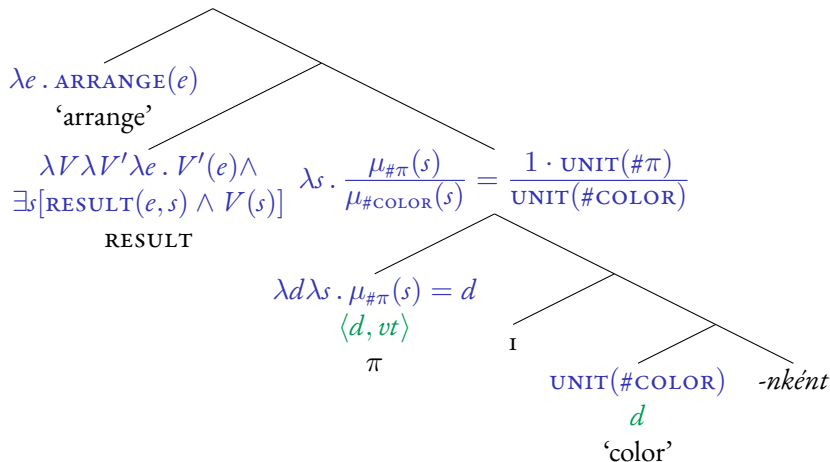 λe . ARRANGE(e)
‘arrange’
λVλV′λe . V′(e)∧
∃s[RESULT(e, s) ∧ V(s)]
RESULT
λs . μ#π(s) / μ#COLOR(s) = 1 · UNIT(#π) / UNIT(#COLOR)
λdλs . μ#π(s) = d
⟨d, vt⟩
π
1
UNIT(#COLOR)
d
‘color’
-nként